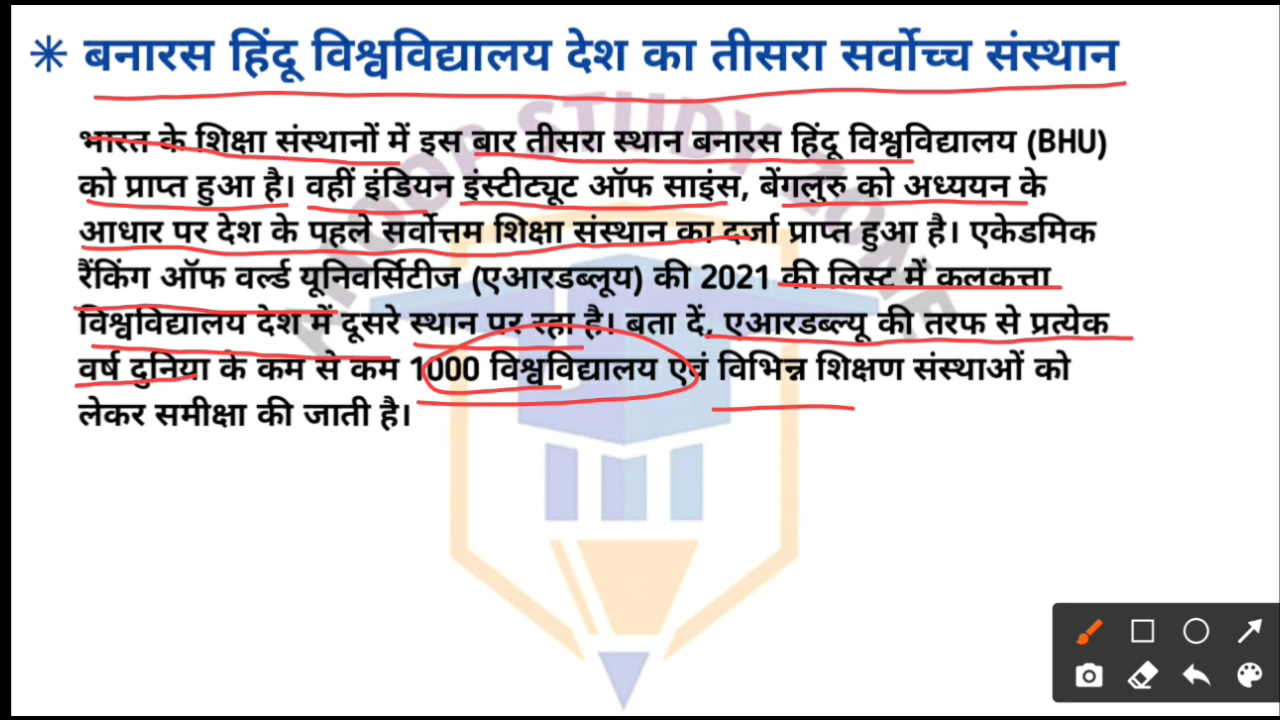 ✳ बनारस हिंदू विश्वविद्यालय देश का तीसरा सर्वोच्च संस्थान
भारत के शिक्षा संस्थानों में इस बार तीसरा स्थान बनारस हिंदू विश्वविद्यालय (BHU)
को प्राप्त हुआ है। वहीं इंडियन इंस्टीट्यूट ऑफ साइंस, बेंगलुरु को अध्ययन के
आधार पर देश के पहले सर्वोत्तम शिक्षा संस्थान का दर्जा प्राप्त हुआ है। एकेडमिक
रैंकिंग ऑफ वर्ल्ड यूनिवर्सिटीज (एआरडब्लूय) की 2021 की लिस्ट में कलकत्ता
विश्वविद्यालय देश में दूसरे स्थान पर रहा है। बता दें, एआरडब्ल्यू की तरफ से प्रत्येक
वर्ष दुनिया के कम से कम 1000 विश्वविद्यालय एवं विभिन्न शिक्षण संस्थाओं को
लेकर समीक्षा की जाती है।